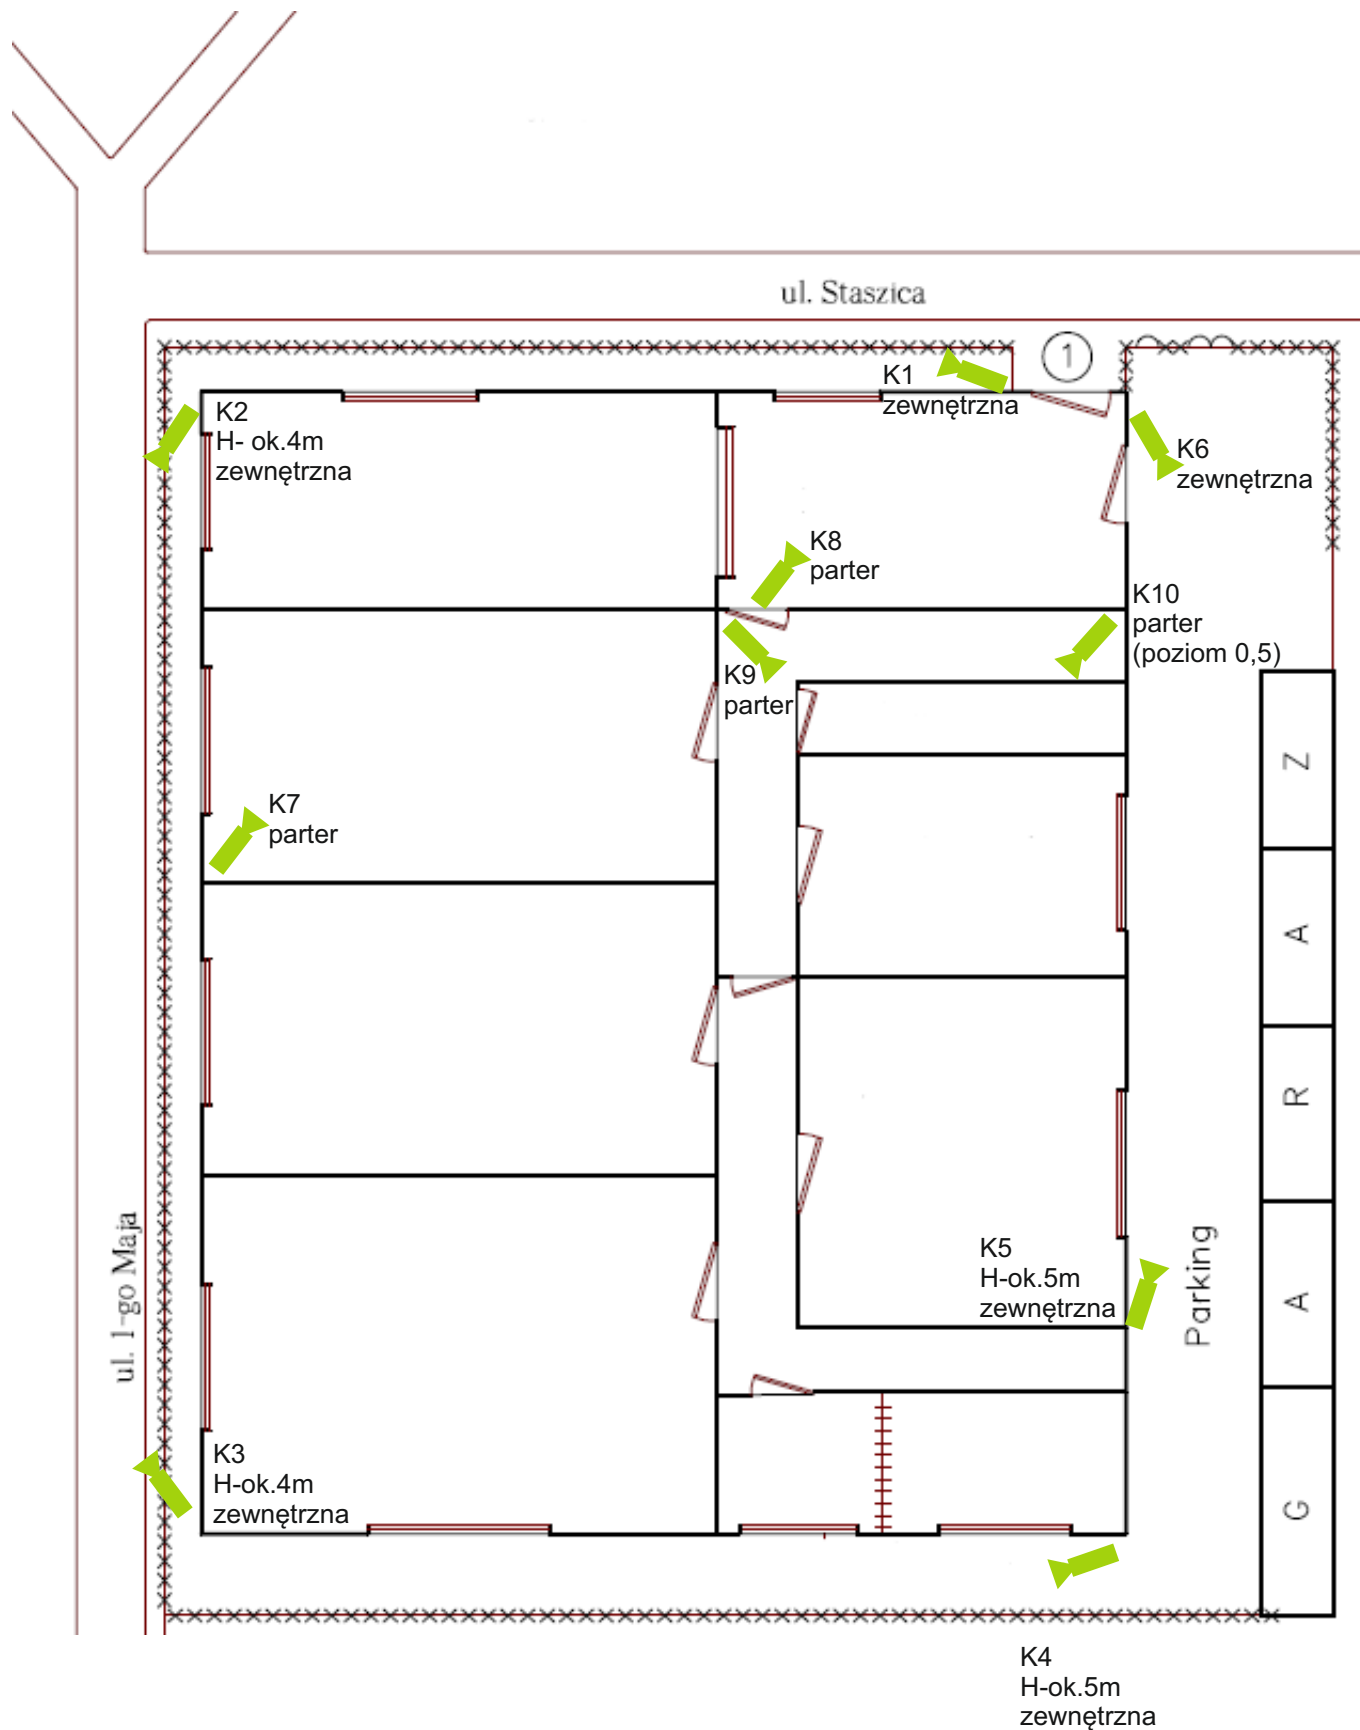 ul. Staszica
1
K1
zewnętrzna
K2
H- ok.4m
zewnętrzna
K6
zewnętrzna
K8
parter
K10
parter
(poziom 0,5)
K9
parter
K7
parter
K5
H-ok.5m
zewnętrzna
Parking
G A R A Z
ul. 1-go Maja
K3
H-ok.4m
zewnętrzna
K4
H-ok.5m
zewnętrzna